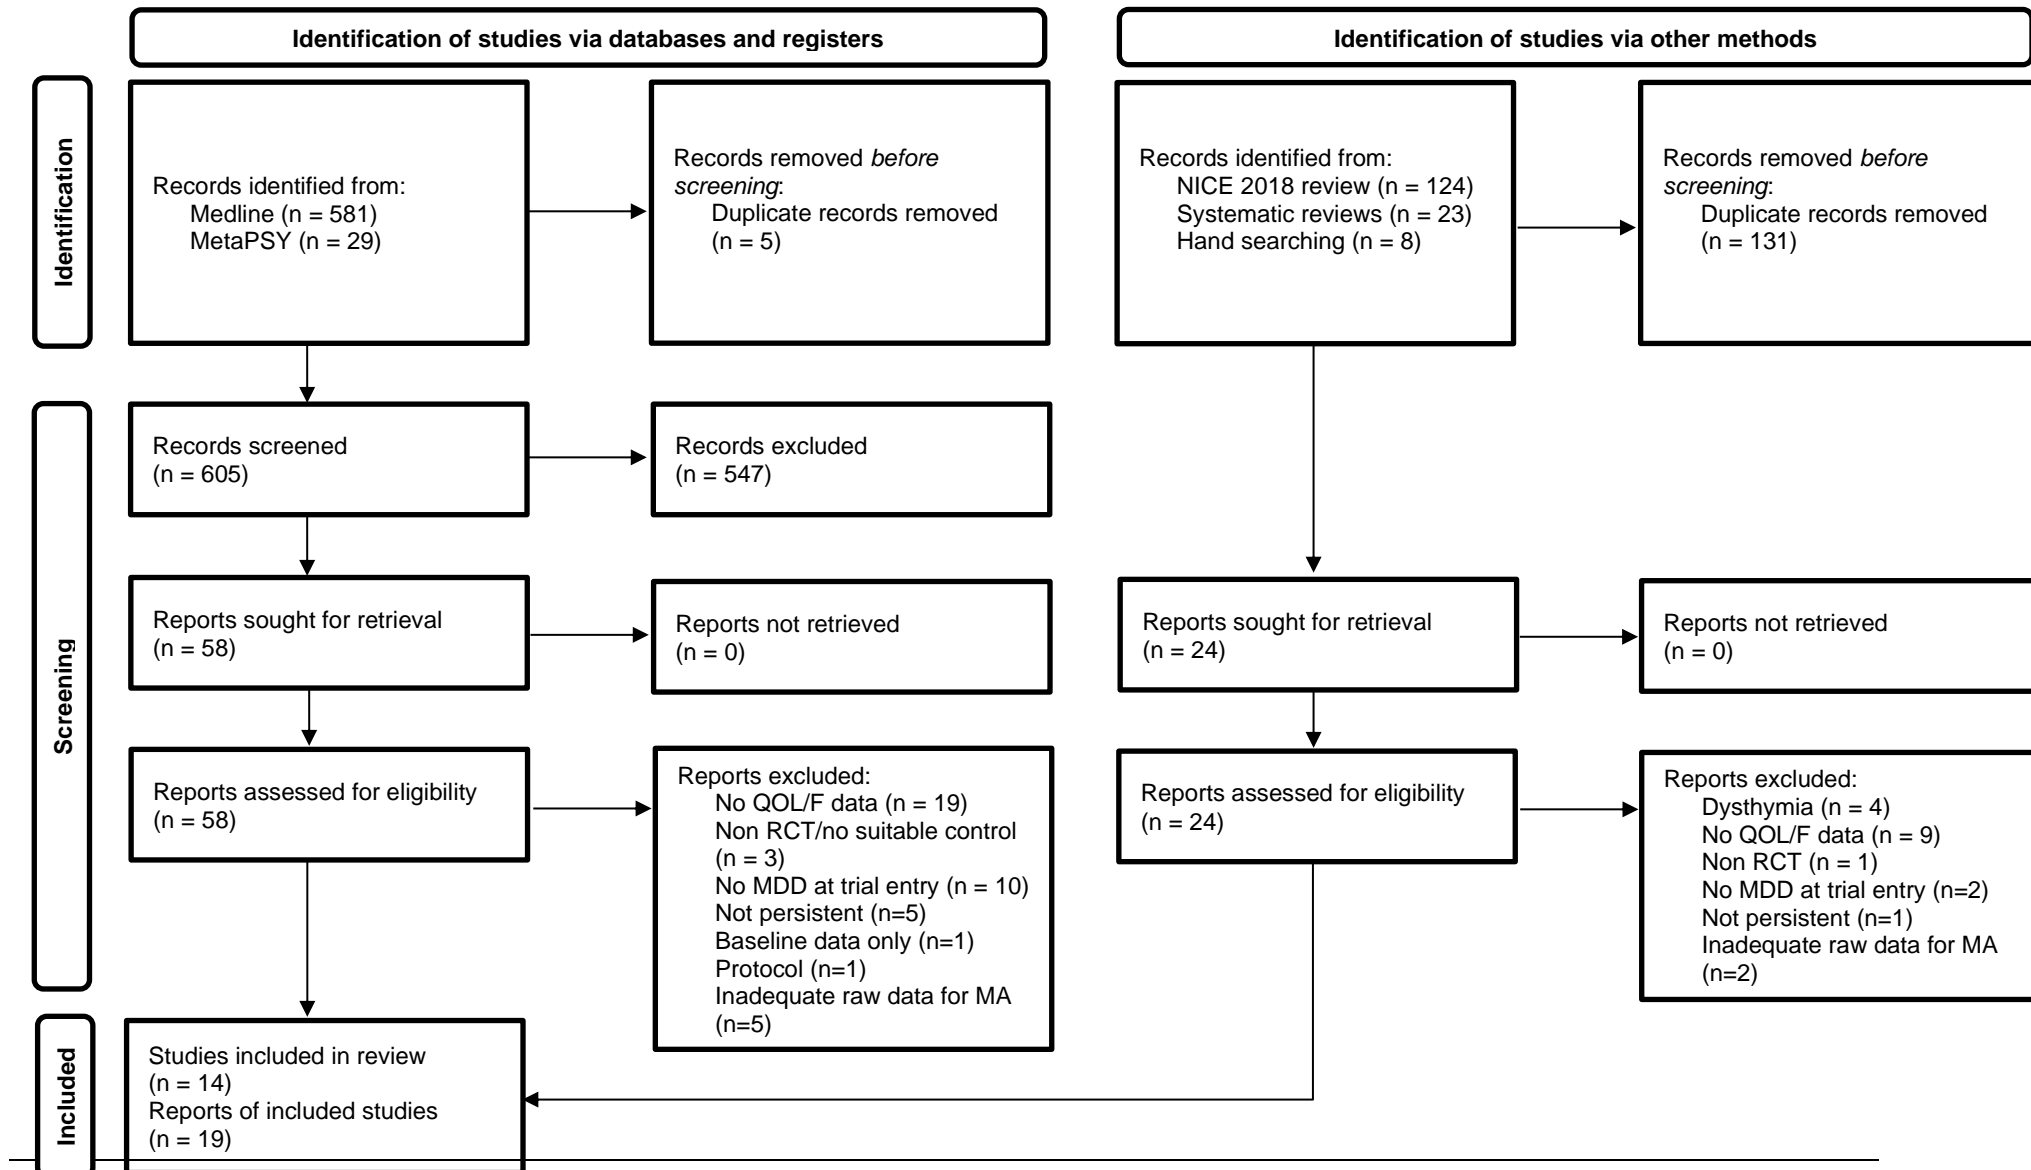 Identification of studies via databases and registers
Identification of studies via other methods
Identification
Records identified from:
Medline (n = 581)
MetaPSY (n = 29)
Records removed before
screening:
Duplicate records removed
(n = 5)
Records identified from:
NICE 2018 review (n = 124)
Systematic reviews (n = 23)
Hand searching (n = 8)
Records removed before
screening:
Duplicate records removed
(n = 131)
Screening
Records screened
(n = 605)
Records excluded
(n = 547)
Reports sought for retrieval
(n = 58)
Reports not retrieved
(n = 0)
Reports sought for retrieval
(n = 24)
Reports not retrieved
(n = 0)
Reports assessed for eligibility
(n = 58)
Reports excluded:
No QOL/F data (n = 19)
Non RCT/no suitable control
(n = 3)
No MDD at trial entry (n = 10)
Not persistent (n=5)
Baseline data only (n=1)
Protocol (n=1)
Inadequate raw data for MA
(n=5)
Reports assessed for eligibility
(n = 24)
Reports excluded:
Dysthymia (n = 4)
No QOL/F data (n = 9)
Non RCT (n = 1)
No MDD at trial entry (n=2)
Not persistent (n=1)
Inadequate raw data for MA
(n=2)
Included
Studies included in review
(n = 14)
Reports of included studies
(n = 19)